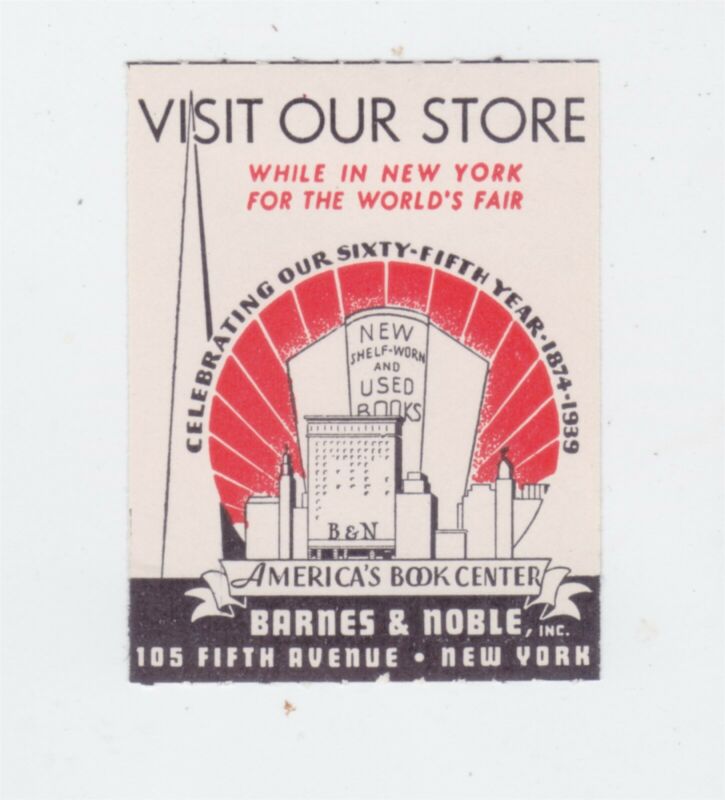 VISIT OUR STORE
WHILE IN NEW YORK
FOR THE WORLD'S FAIR
CELEBRATING OUR SIXTY-FIFTH YEAR·1874·1939
NEW
SHELF-WORN
AND
USED
BOOKS
B & N
AMERICA'S BOOK CENTER
BARNES & NOBLE, INC.
105 FIFTH AVENUE • NEW YORK